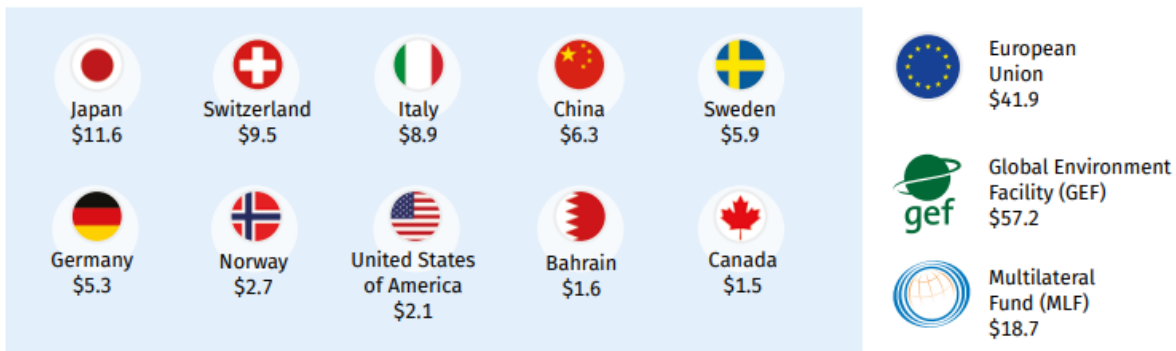 Japan
$11.6
Switzerland
$9.5
Italy
$8.9
China
$6.3
Sweden
$5.9
Germany
$5.3
Norway
$2.7
United States
of America
$2.1
Bahrain
$1.6
Canada
$1.5
European
Union
$41.9
gef
Global Environment
Facility (GEF)
$57.2
Multilateral
Fund (MLF)
$18.7